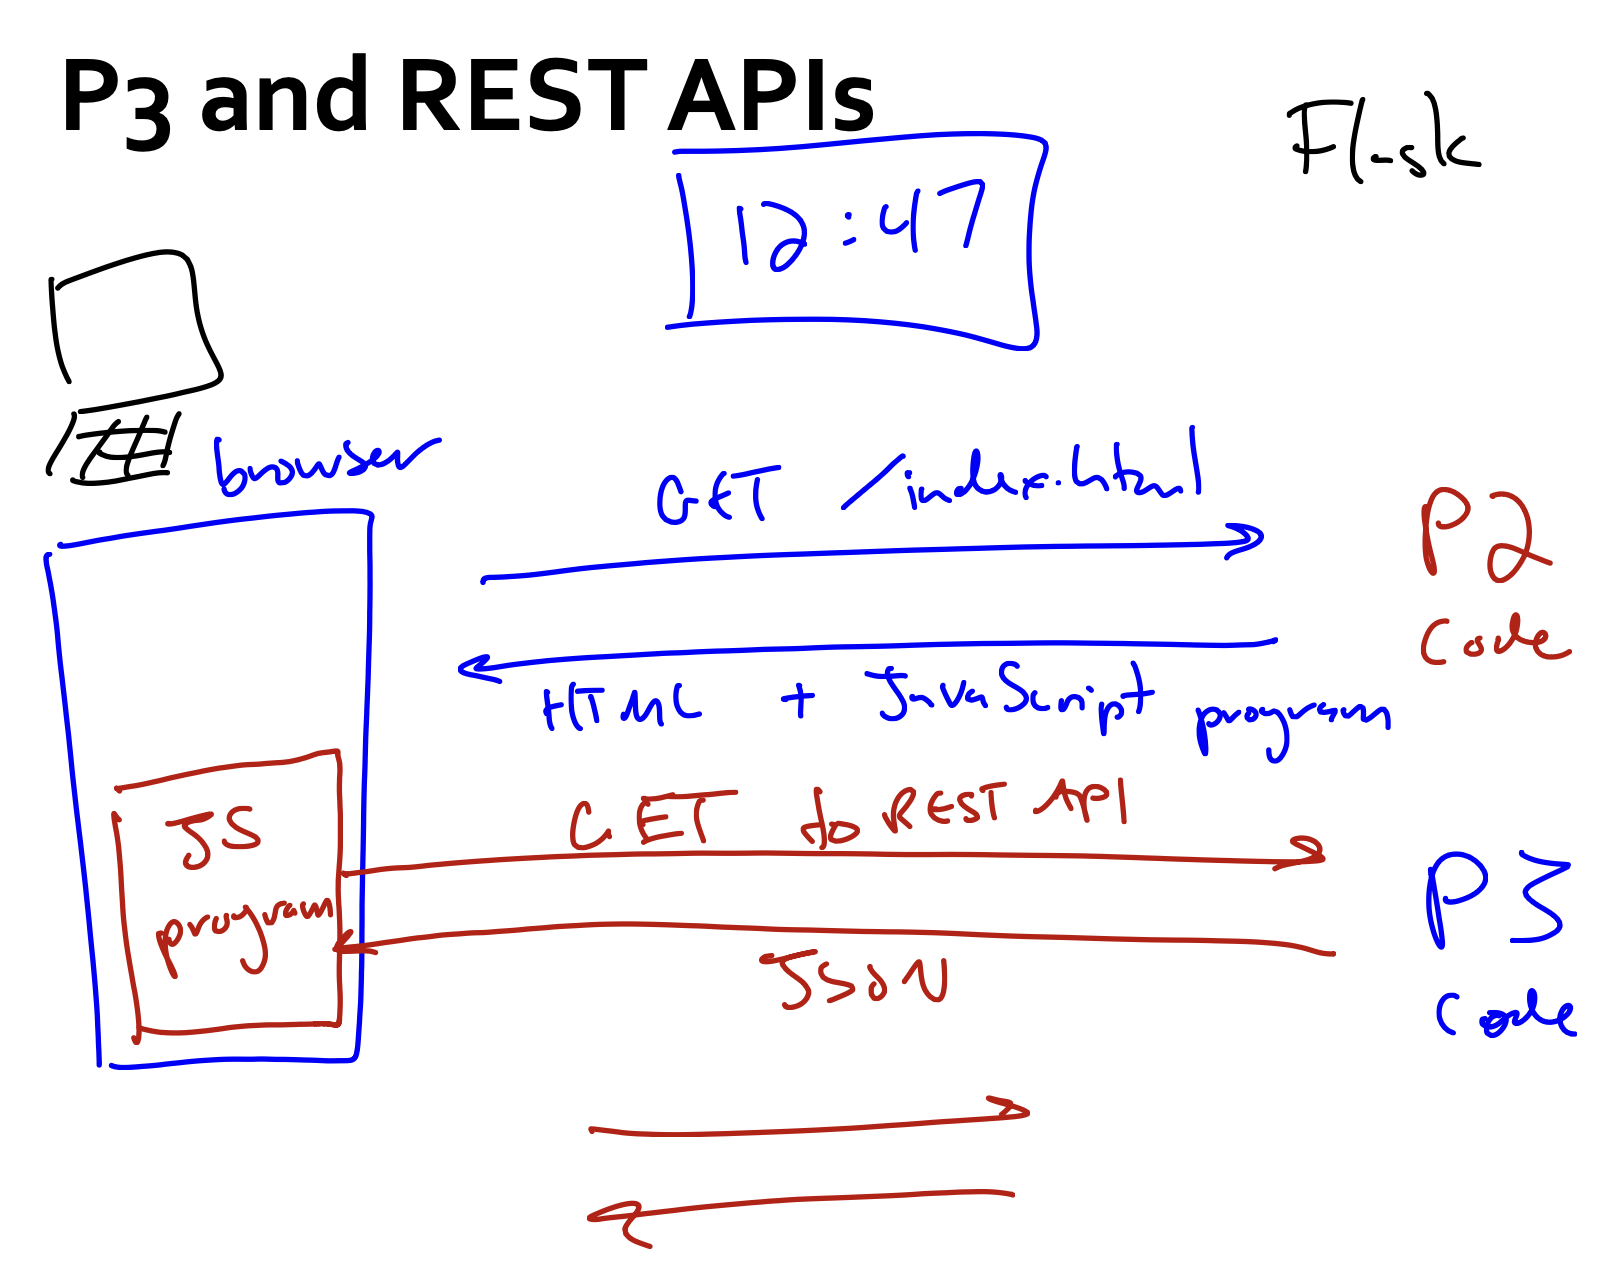 P3 and REST APIs
Flask
12:47
browser
GET /index.html
P2
code
HTML + JavaScript program
GET to REST API
JS
program
P3
code
JSON